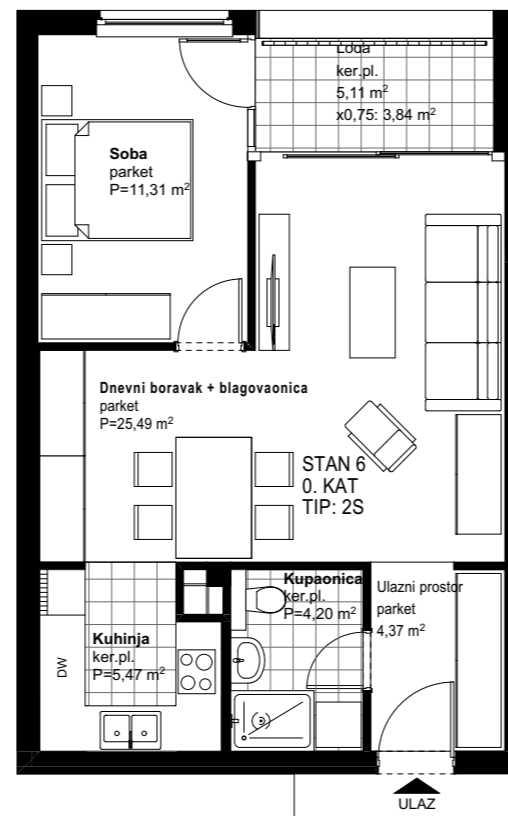 Lođa
ker.pl.
5,11 m²
x0,75: 3,84 m²
Soba
parket
P=11,31 m²
Dnevni boravak + blagovaonica
parket
P=25,49 m²
STAN 6
0. KAT
TIP: 2S
Kupaonica
ker.pl.
P=4,20 m²
Ulazni prostor
parket
4,37 m²
Kuhinja
ker.pl.
P=5,47 m²
DW
ULAZ